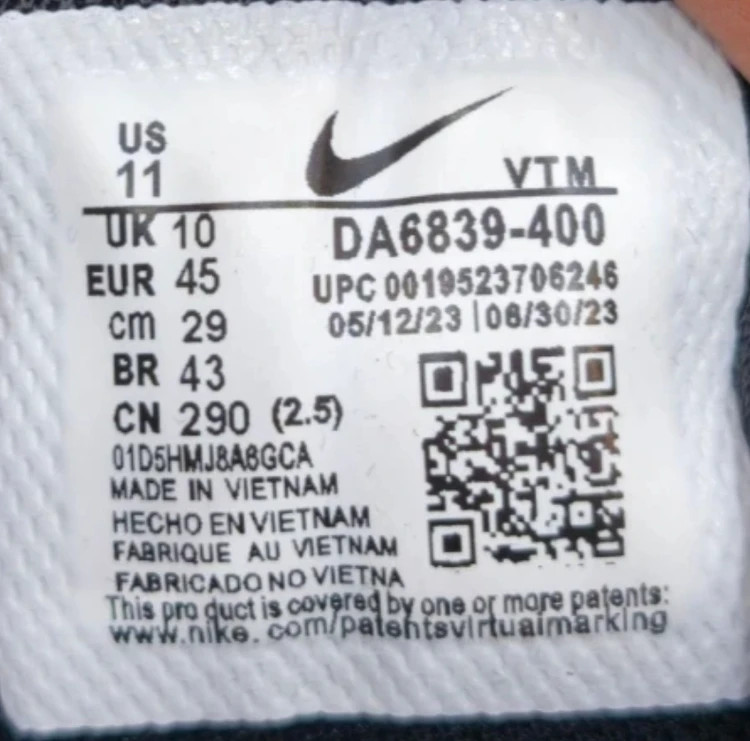 US
11
VTM
UK 10
DA6839-400
EUR 45
UPC 0019523706246
cm 29
05/12/23 | 06/30/23
BR 43
CN 290 (2.5)
01D5HMJ8A6GCA
MADE IN VIETNAM
HECHO EN VIETNAM
FABRIQUE AU VIETNAM
FABRICADO NO VIETNA
This product is covered by one or more patents:
www.nike.com/patentsvirtualmarking